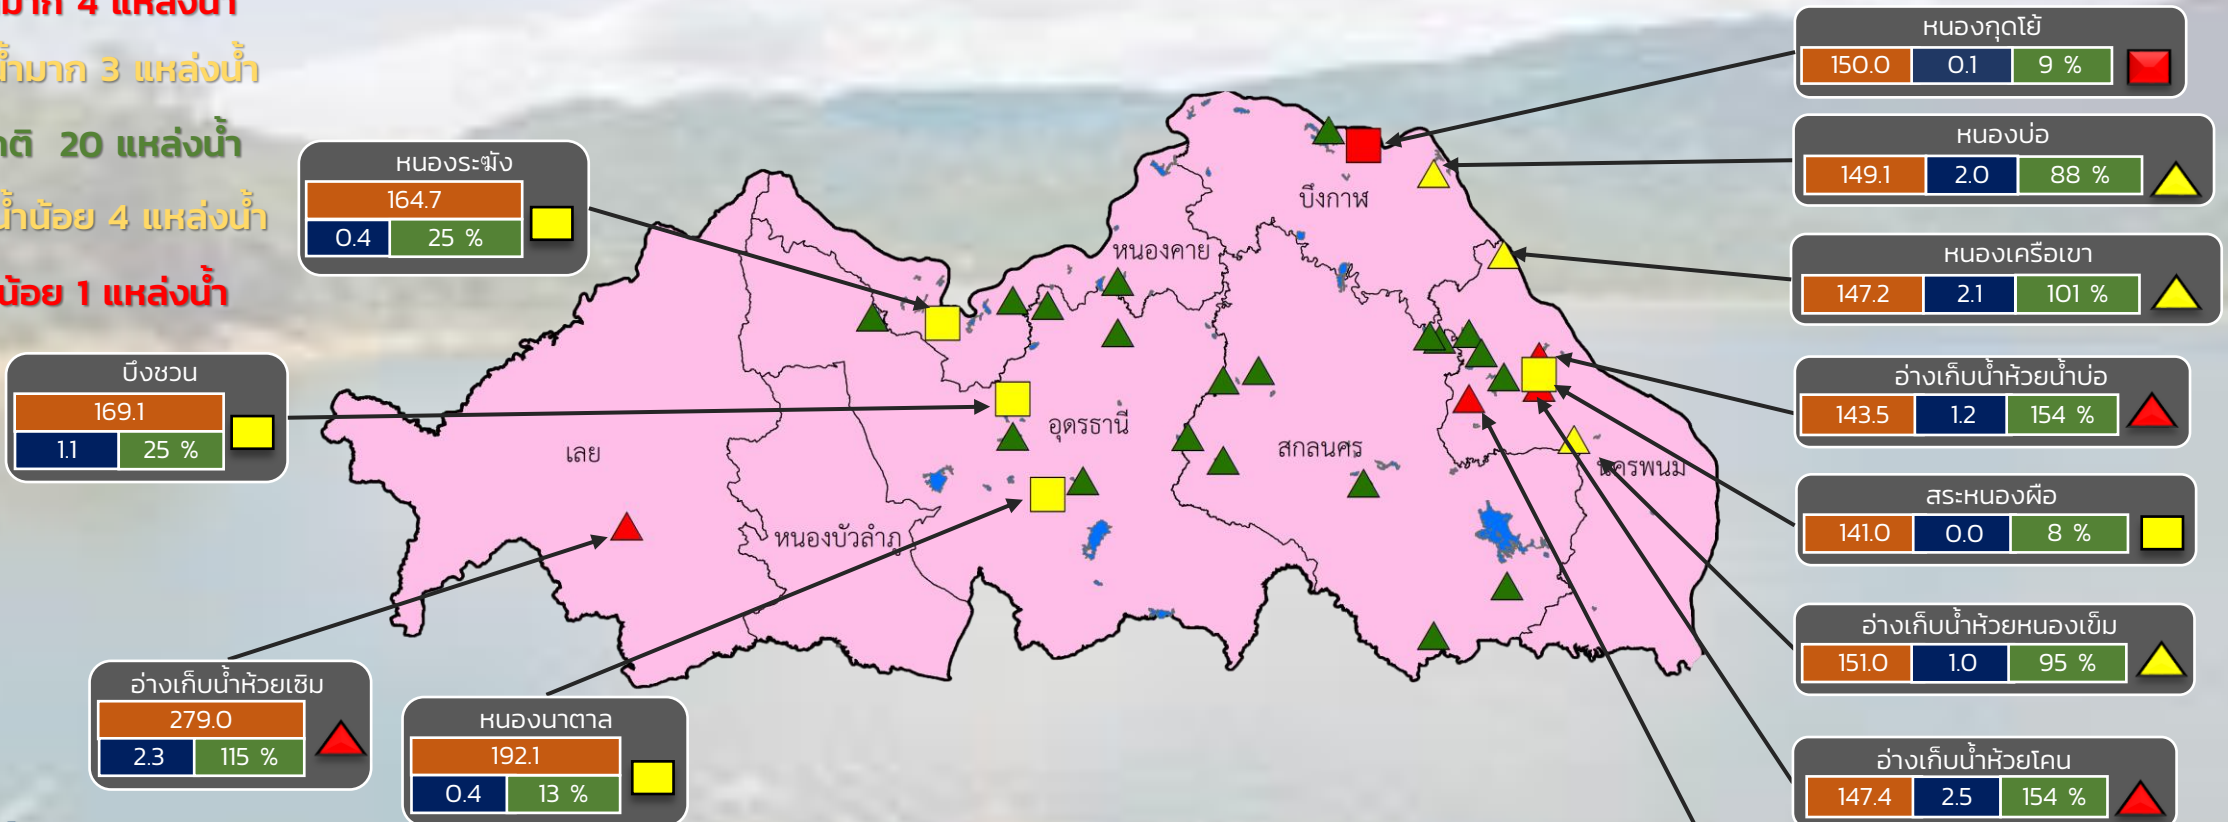 มาก 4 แหล่งน้ำ
น้ำมาก 3 แหล่งน้ำ
กติ 20 แหล่งน้ำ
น้ำน้อย 4 แหล่งน้ำ
น้อย 1 แหล่งน้ำ
หนองระฆัง
164.7
0.4 25 %
บึงชวน
169.1
1.1 25 %
อ่างเก็บน้ำห้วยเซิม
279.0
2.3 115 %
หนองนาตาล
192.1
0.4 13 %
บึงกาฬ
หนองคาย
เลย
อุดรธานี
สกลนคร
นครพนม
หนองบัวลำภู
หนองกุดโย้
150.0 0.1 9 %
หนองบ่อ
149.1 2.0 88 %
หนองเครือเขา
147.2 2.1 101 %
อ่างเก็บน้ำห้วยน้ำบ่อ
143.5 1.2 154 %
สระหนองผือ
141.0 0.0 8 %
อ่างเก็บน้ำห้วยหนองเข็ม
151.0 1.0 95 %
อ่างเก็บน้ำห้วยโคน
147.4 2.5 154 %